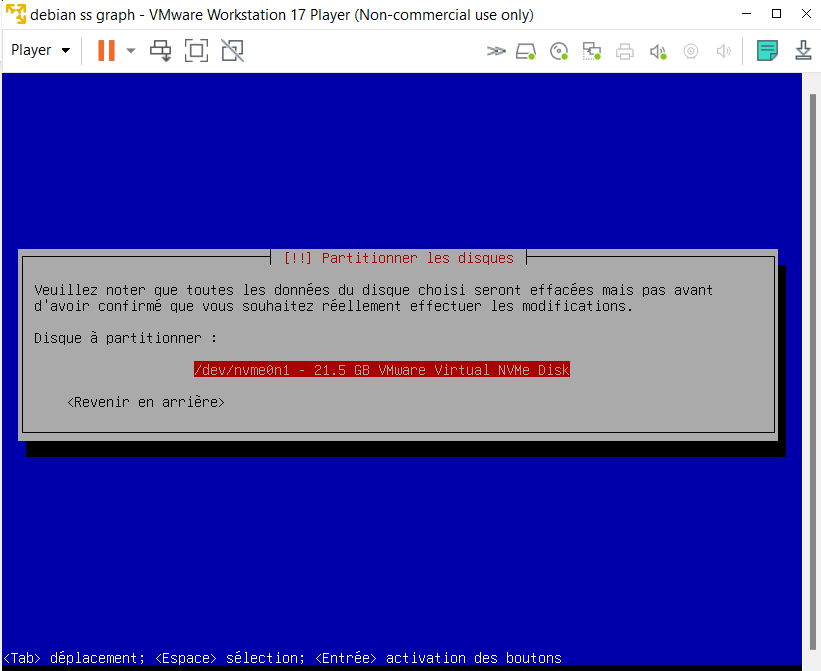 debian ss graph - VMware Workstation 17 Player (Non-commercial use only)
Player
[!!] Partitionner les disques
Veuillez noter que toutes les données du disque choisi seront effacées mais pas avant
d'avoir confirmé que vous souhaitez réellement effectuer les modifications.
Disque à partitionner :
/dev/nvme0n1 - 21.5 GB VMware Virtual NVMe Disk
<Revenir en arrière>
<Tab> déplacement; <Espace> sélection; <Entrée> activation des boutons